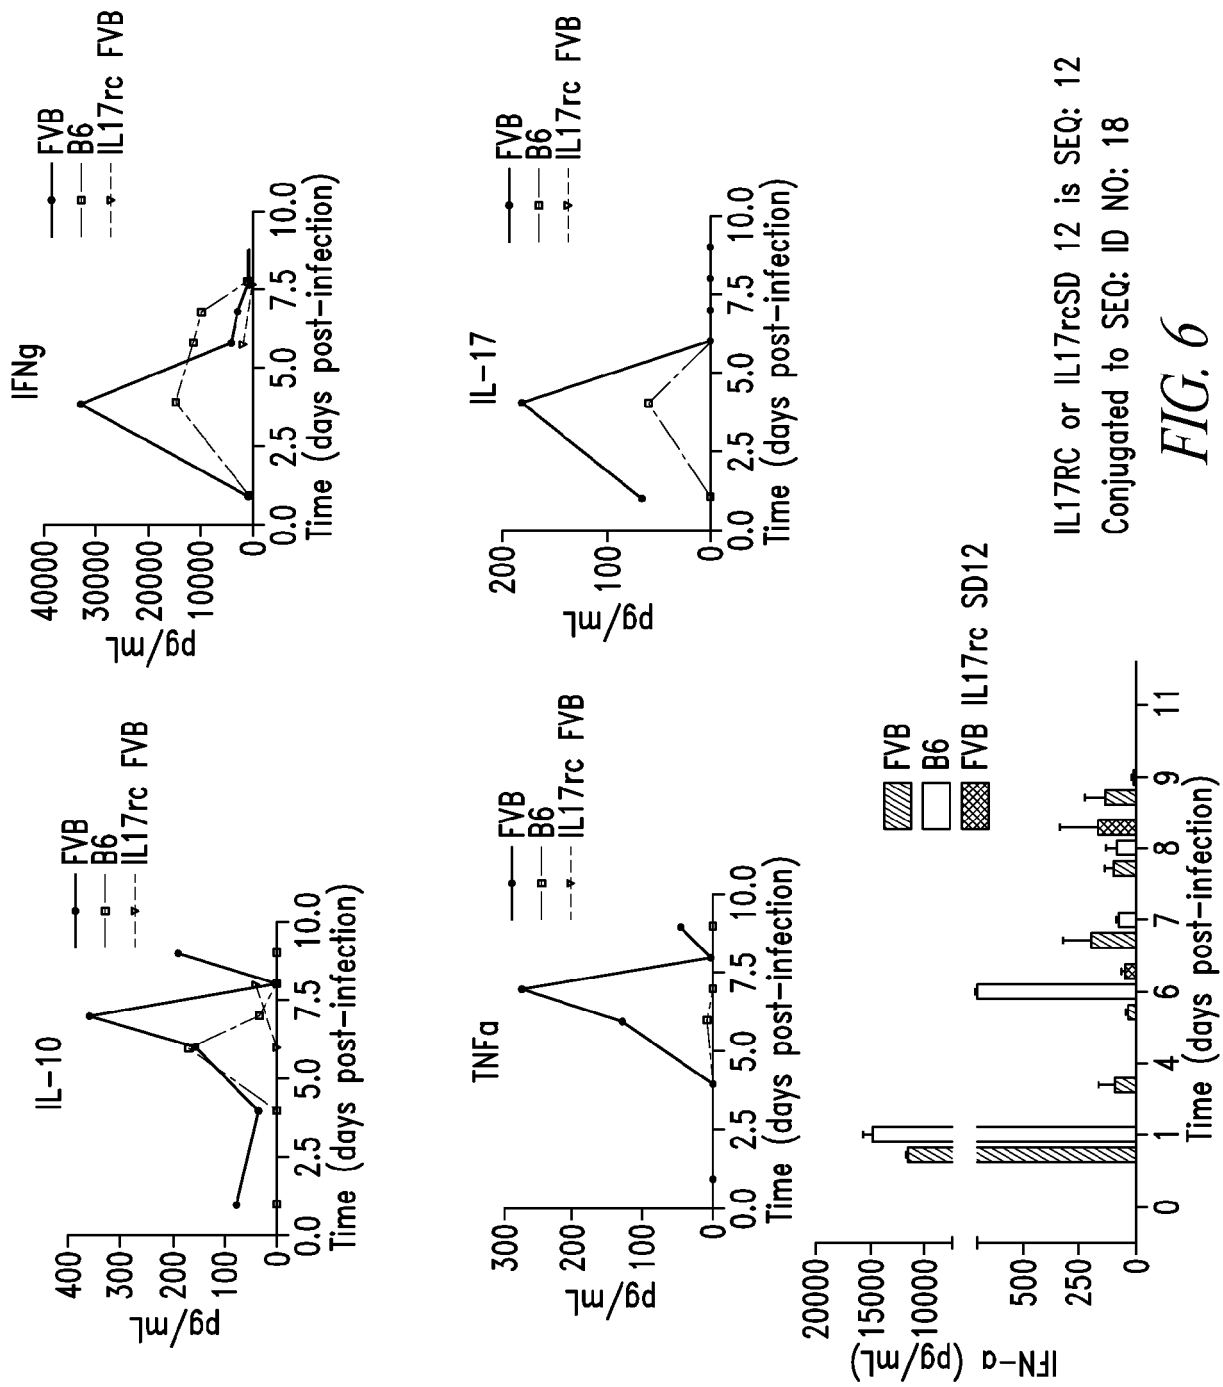 IL-10
FVB
B6
IL17rc FVB
pg/mL
400
300
200
100
0
0.0 2.5 5.0 7.5 10.0
Time (days post-infection)
IFNg
FVB
B6
IL17rc FVB
pg/mL
40000
30000
20000
10000
0
0.0 2.5 5.0 7.5 10.0
Time (days post-infection)
TNFa
FVB
B6
IL17rc FVB
pg/mL
300
200
100
0
0.0 2.5 5.0 7.5 10.0
Time (days post-infection)
IL-17
FVB
B6
IL17rc FVB
pg/mL
200
100
0
0.0 2.5 5.0 7.5 10.0
Time (days post-infection)
IFN-a (pg/mL)
20000
15000
10000
500
250
0
0 1 4 6 7 8 9 11
Time (days post-infection)
FVB
B6
FVB IL17rc SD12
IL17RC or IL17rcSD 12 is SEQ: 12
Conjugated to SEQ: ID NO: 18
FIG. 6